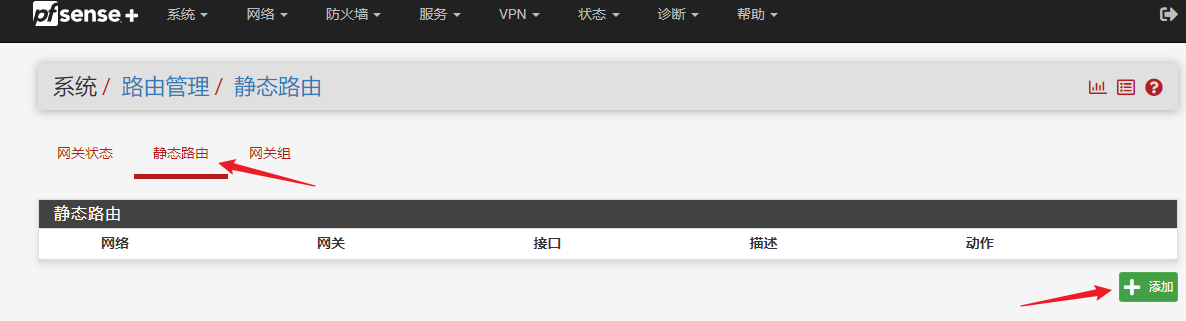 pfsense+ 系统 网络 防火墙 服务 VPN 状态 诊断 帮助
系统/ 路由管理/ 静态路由
网关状态 静态路由 网关组
静态路由
网络 网关 接口 描述 动作
添加